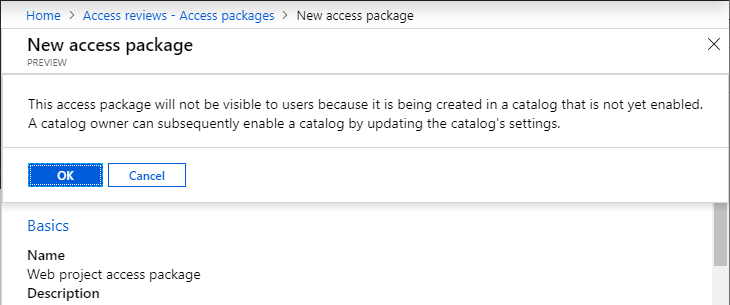 Home > Access reviews - Access packages > New access package
New access package
PREVIEW
This access package will not be visible to users because it is being created in a catalog that is not yet enabled.
A catalog owner can subsequently enable a catalog by updating the catalog's settings.
OK Cancel
Basics
Name
Web project access package
Description